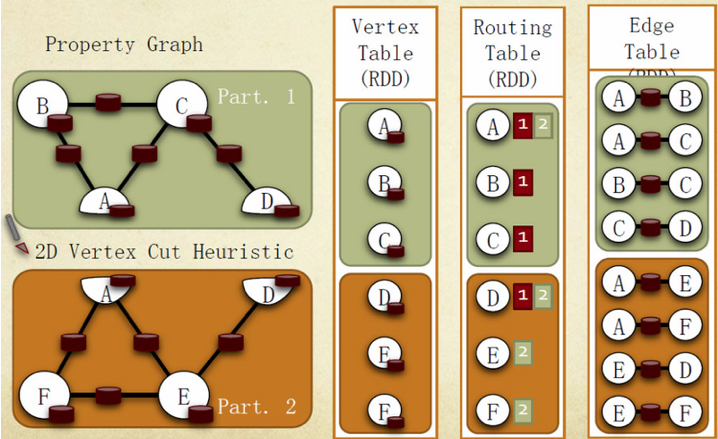 Property Graph
B
C
Part. 1
A
D
2D Vertex Cut Heuristic
A
D
F
E
Part. 2
Vertex
Table
(RDD)
A
B
C
D
E
F
Routing
Table
(RDD)
A 1 2
B 1
C 1
D 1 2
E 2
F 2
Edge
Table
(RDD)
A B
A C
B C
C D
A E
A F
E D
E F